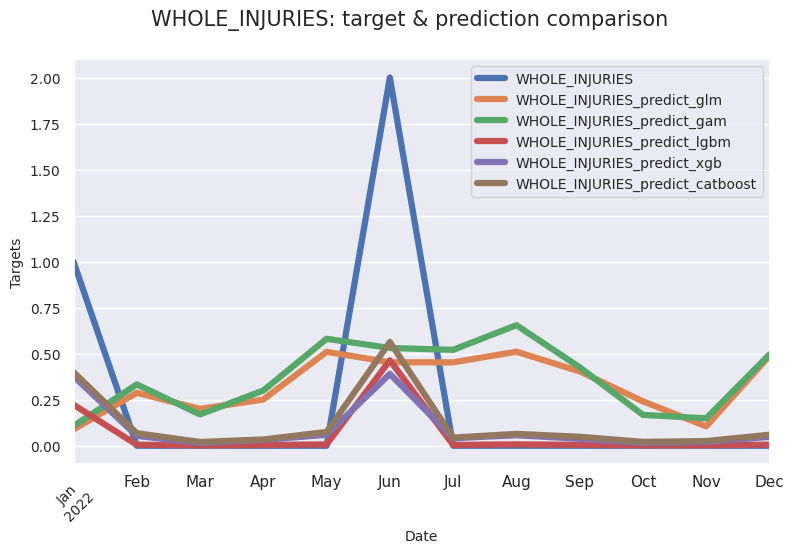 WHOLE_INJURIES: target & prediction comparison
WHOLE_INJURIES
WHOLE_INJURIES_predict_glm
WHOLE_INJURIES_predict_gam
WHOLE_INJURIES_predict_lgbm
WHOLE_INJURIES_predict_xgb
WHOLE_INJURIES_predict_catboost
Targets
2.00
1.75
1.50
1.25
1.00
0.75
0.50
0.25
0.00
Jan
2022
Feb
Mar
Apr
May
Jun
Jul
Aug
Sep
Oct
Nov
Dec
Date